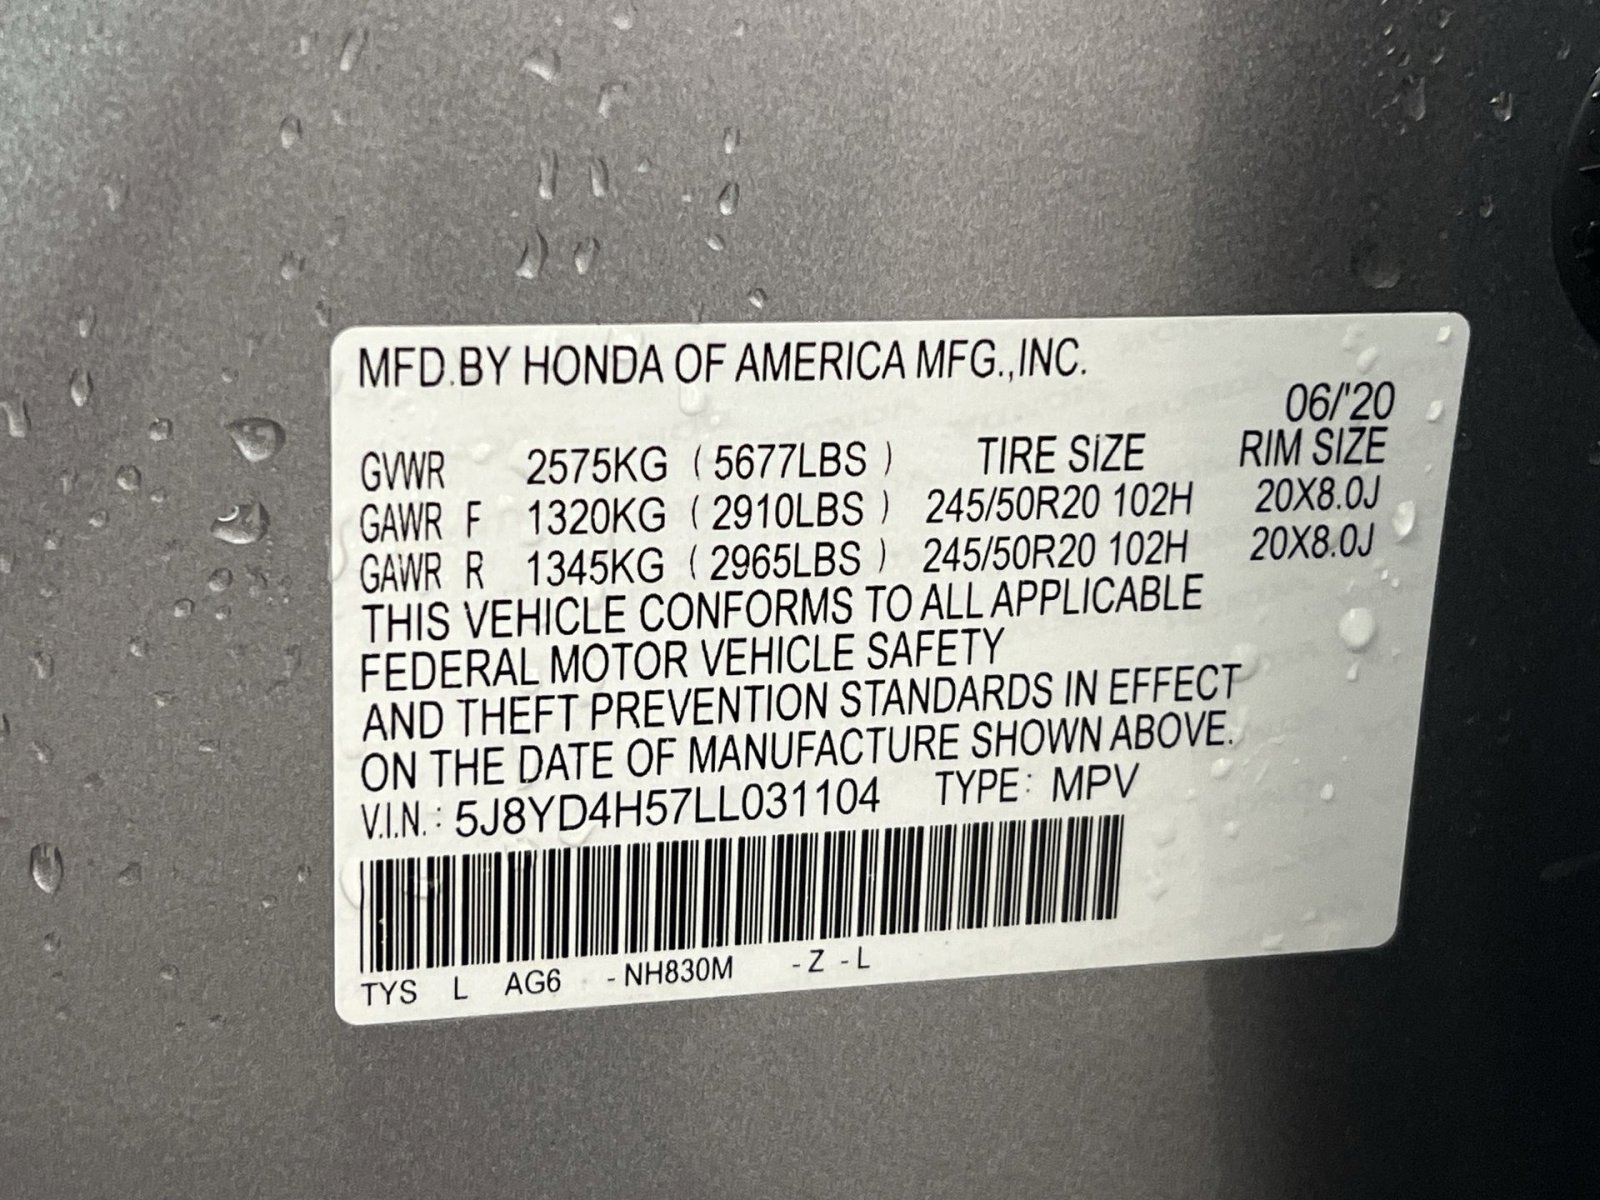 MFD.BY HONDA OF AMERICA MFG.,INC.
06/'20
GVWR 2575KG ( 5677LBS ) TIRE SIZE RIM SIZE
GAWR F 1320KG ( 2910LBS ) 245/50R20 102H 20X8.0J
GAWR R 1345KG ( 2965LBS ) 245/50R20 102H 20X8.0J
THIS VEHICLE CONFORMS TO ALL APPLICABLE
FEDERAL MOTOR VEHICLE SAFETY
AND THEFT PREVENTION STANDARDS IN EFFECT
ON THE DATE OF MANUFACTURE SHOWN ABOVE.
V.I.N.: 5J8YD4H57LL031104 TYPE: MPV
TYS L AG6 -NH830M -Z -L